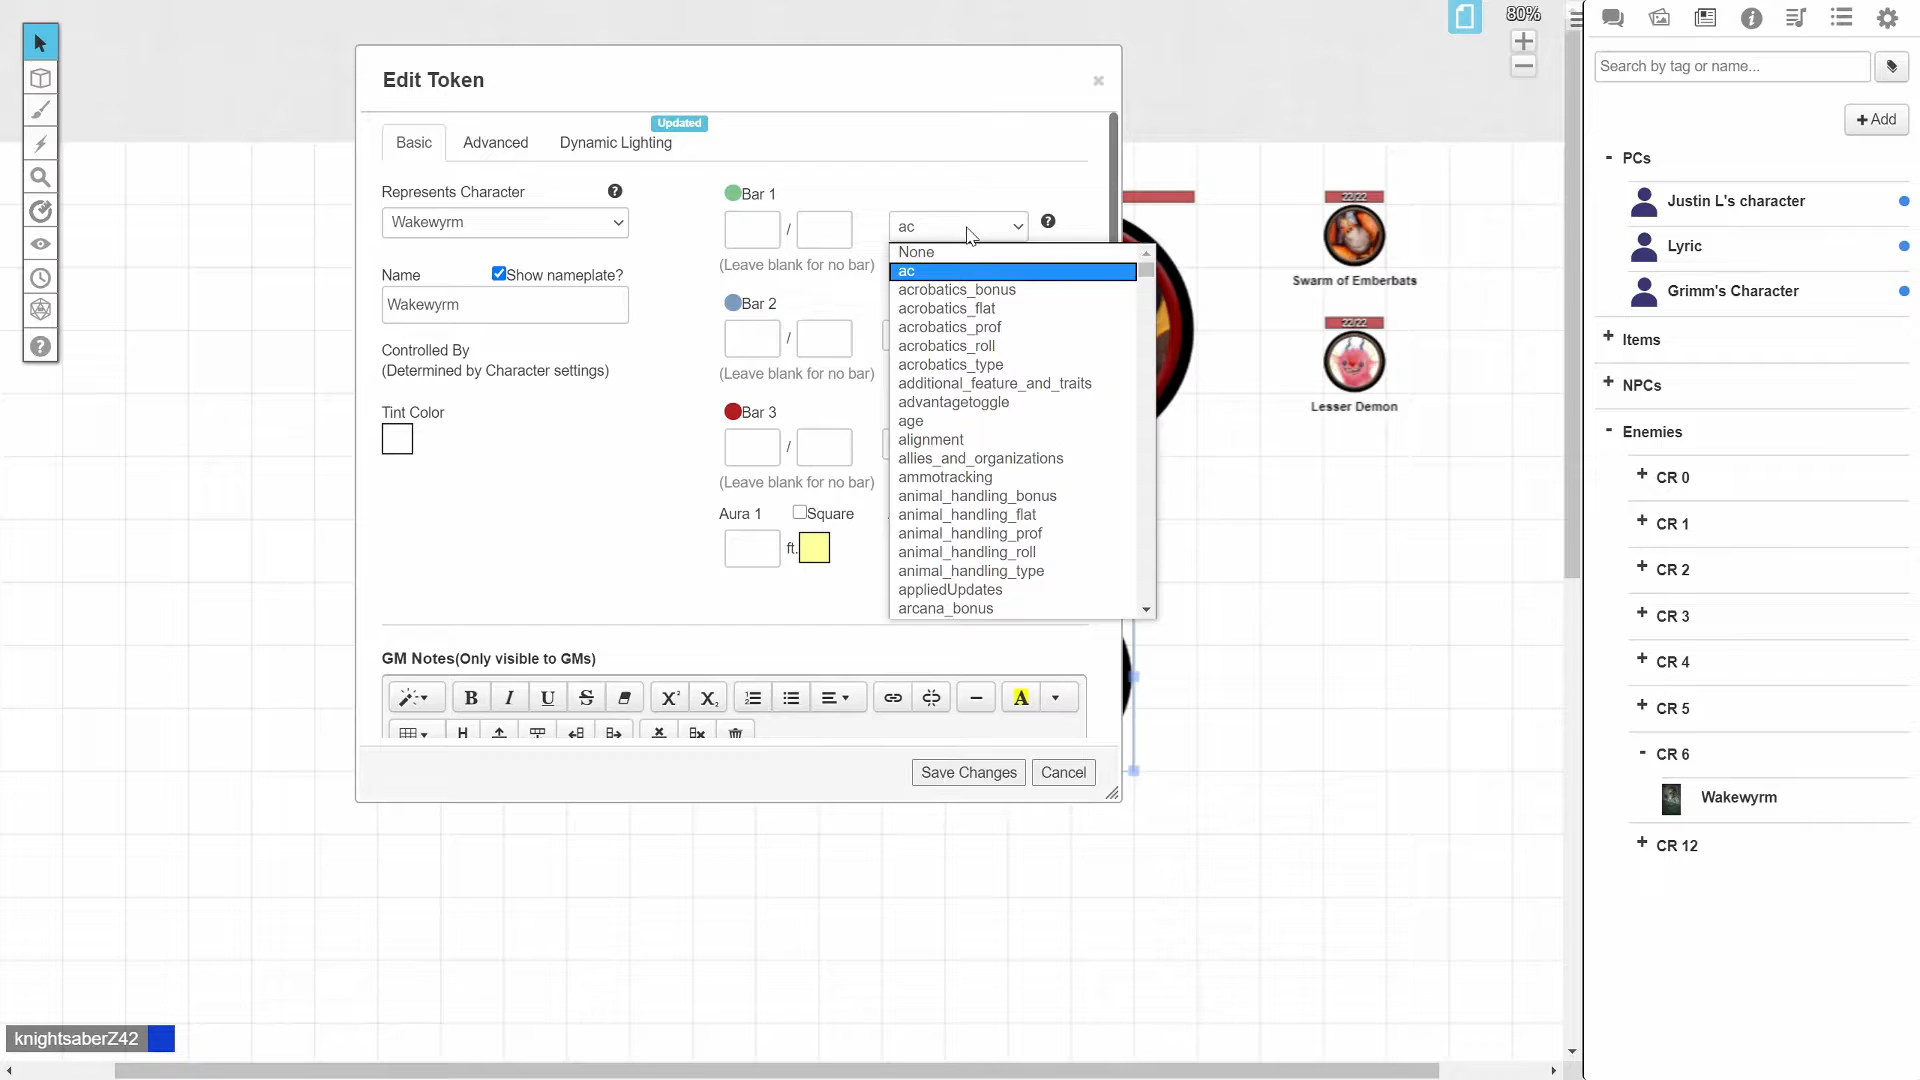 80%
Edit Token
×
Search by tag or name...
Updated
+ Add
Basic
Advanced
Dynamic Lighting
- PCs
Represents Character ?
Bar 1
22/22
Justin L's character
Wakewyrm
/
ac
?
Lyric
None
(Leave blank for no bar)
ac
Name
Show nameplate?
Swarm of Emberbats
acrobatics_bonus
Grimm's Character
Wakewyrm
Bar 2
acrobatics_flat
22/22
acrobatics_prof
/
+ Items
acrobatics_roll
Controlled By
(Determined by Character settings)
acrobatics_type
(Leave blank for no bar)
additional_feature_and_traits
+ NPCs
advantagetoggle
Lesser Demon
Tint Color
Bar 3
age
- Enemies
alignment
/
allies_and_organizations
ammotracking
+ CR 0
(Leave blank for no bar)
animal_handling_bonus
Aura 1
Square
animal_handling_flat
+ CR 1
animal_handling_prof
ft.
animal_handling_roll
+ CR 2
animal_handling_type
appliedUpdates
arcana_bonus
+ CR 3
GM Notes(Only visible to GMs)
+ CR 4
B I U S X² X₂ A
+ CR 5
H
- CR 6
Save Changes
Cancel
Wakewyrm
+ CR 12
?
knightsaberZ42